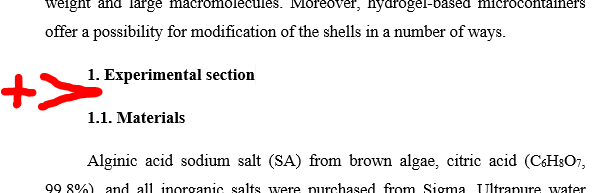 weight and large macromolecules. Moreover, hydrogel-based microcontainers
offer a possibility for modification of the shells in a number of ways.
1. Experimental section
1.1. Materials
Alginic acid sodium salt (SA) from brown algae, citric acid (C₆H₈O₇,
99.8%), and all inorganic salts were purchased from Sigma. Ultrapure water